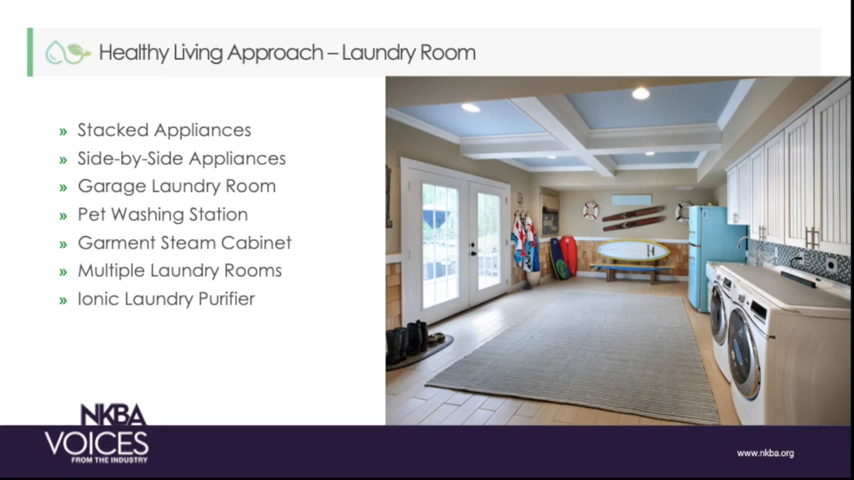 Healthy Living Approach – Laundry Room
» Stacked Appliances
» Side-by-Side Appliances
» Garage Laundry Room
» Pet Washing Station
» Garment Steam Cabinet
» Multiple Laundry Rooms
» Ionic Laundry Purifier
NKBA
VOICES
FROM THE INDUSTRY
www.nkba.org